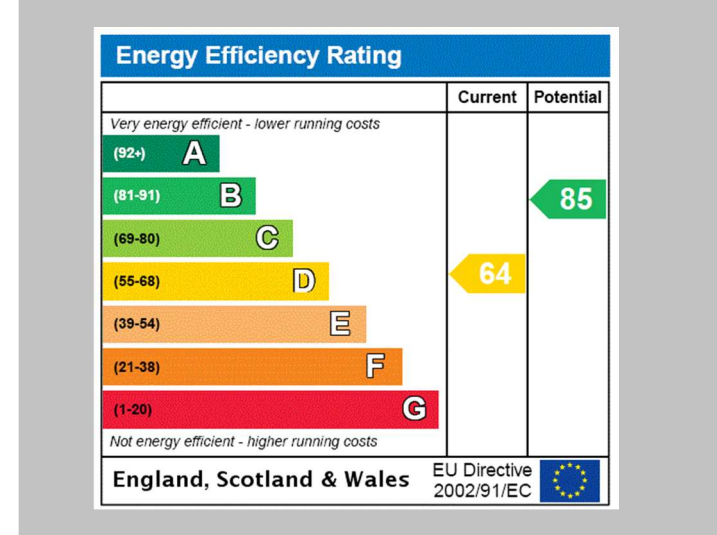 Energy Efficiency Rating
Current Potential
Very energy efficient - lower running costs
(92+) A
(81-91) B
85
(69-80) C
(55-68) D
64
(39-54) E
(21-38) F
(1-20) G
Not energy efficient - higher running costs
England, Scotland & Wales
EU Directive
2002/91/EC